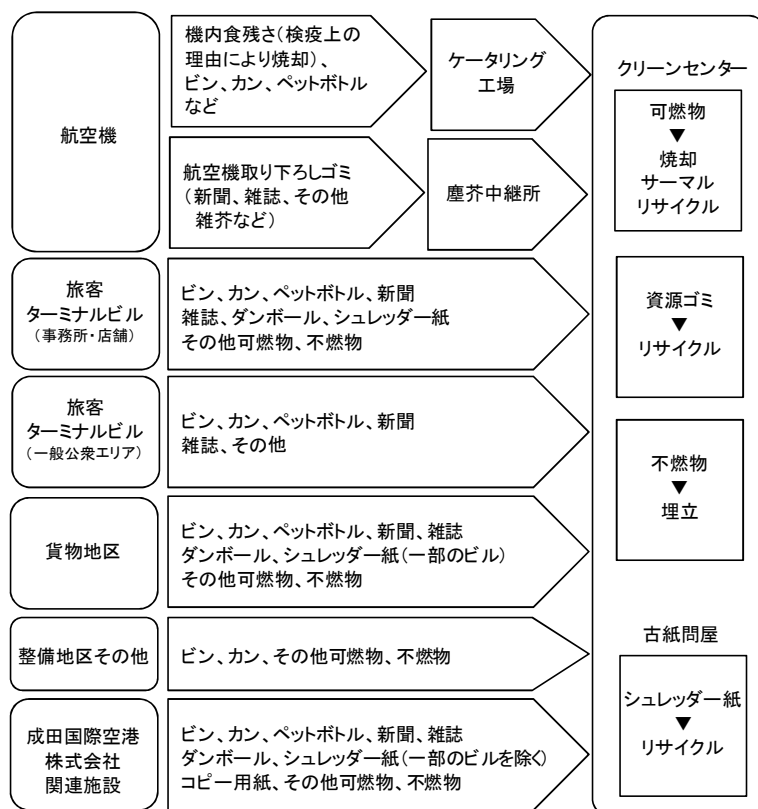 航空機
機内食残さ(検疫上の
理由により焼却)、
ビン、カン、ペットボトル
など
ケータリング
工場
航空機取り下ろしゴミ
(新聞、雑誌、その他
雑芥など)
塵芥中継所
旅客
ターミナルビル
(事務所・店舗)
ビン、カン、ペットボトル、新聞
雑誌、ダンボール、シュレッダー紙
その他可燃物、不燃物
旅客
ターミナルビル
(一般公衆エリア)
ビン、カン、ペットボトル、新聞
雑誌、その他
貨物地区
ビン、カン、ペットボトル、新聞、雑誌
ダンボール、シュレッダー紙(一部のビル)
その他可燃物、不燃物
整備地区その他
ビン、カン、その他可燃物、不燃物
成田国際空港
株式会社
関連施設
ビン、カン、ペットボトル、新聞、雑誌
ダンボール、シュレッダー紙(一部のビルを除く)
コピー用紙、その他可燃物、不燃物
クリーンセンター
可燃物
▼
焼却
サーマル
リサイクル
資源ゴミ
▼
リサイクル
不燃物
▼
埋立
古紙問屋
シュレッダー紙
▼
リサイクル